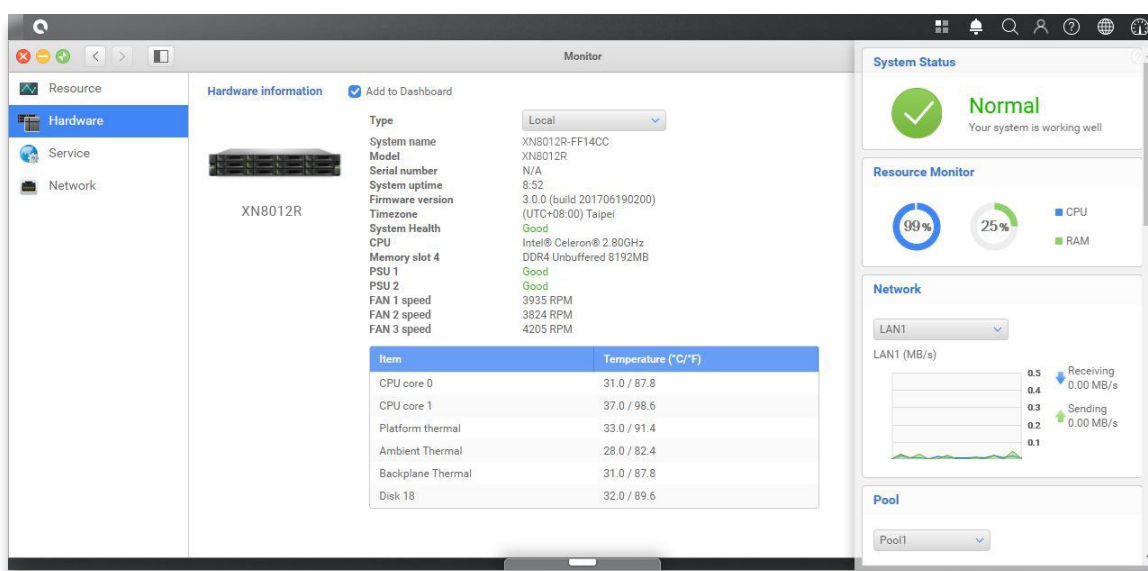 Monitor
Resource
Hardware
Service
Network
Hardware information
Add to Dashboard
XN8012R
Type Local
System name XN8012R-FF14CC
Model XN8012R
Serial number N/A
System uptime 8:52
Firmware version 3.0.0 (build 201706190200)
Timezone (UTC+08:00) Taipei
System Health Good
CPU Intel® Celeron® 2.80GHz
Memory slot 4 DDR4 Unbuffered 8192MB
PSU 1 Good
PSU 2 Good
FAN 1 speed 3935 RPM
FAN 2 speed 3824 RPM
FAN 3 speed 4205 RPM
Item Temperature (°C/°F)
CPU core 0 31.0 / 87.8
CPU core 1 37.0 / 98.6
Platform thermal 33.0 / 91.4
Ambient Thermal 28.0 / 82.4
Backplane Thermal 31.0 / 87.8
Disk 18 32.0 / 89.6
System Status
Normal
Your system is working well
Resource Monitor
99%
25%
CPU
RAM
Network
LAN1
LAN1 (MB/s)
0.5
0.4
0.3
0.2
0.1
Receiving
0.00 MB/s
Sending
0.00 MB/s
Pool
Pool1